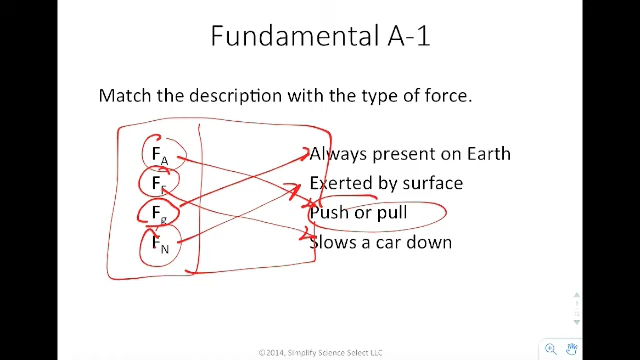 Fundamental A-1
Match the description with the type of force.
F_A Always present on Earth
F_F Exerted by surface
F_g Push or pull
F_N Slows a car down
©2014, Simplify Science Select LLC